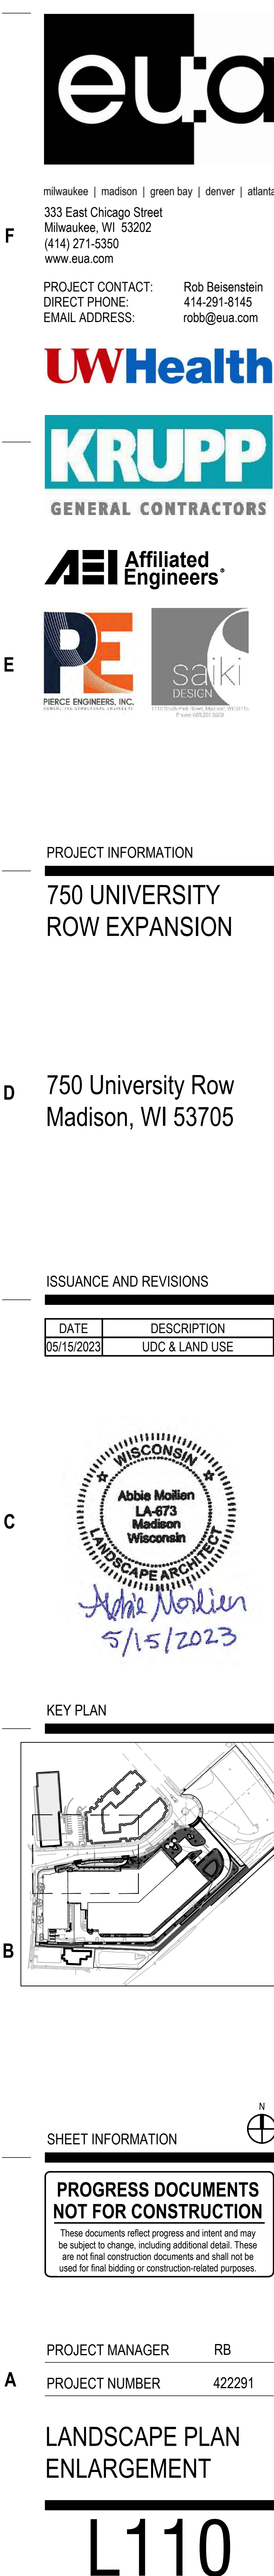 eu:a
milwaukee | madison | green bay | denver | atlanta
333 East Chicago Street
Milwaukee, WI 53202
F
(414) 271-5350
www.eua.com
PROJECT CONTACT: Rob Beisenstein
DIRECT PHONE: 414-291-8145
EMAIL ADDRESS: robb@eua.com
UWHealth
KRUPP
GENERAL CONTRACTORS
AEI Affiliated Engineers®
E
PE
PIERCE ENGINEERS, INC.
saiki
DESIGN
PROJECT INFORMATION
750 UNIVERSITY
ROW EXPANSION
D
750 University Row
Madison, WI 53705
ISSUANCE AND REVISIONS
DATE DESCRIPTION
05/15/2023 UDC & LAND USE
C
WISCONSIN
Abbie Moilien
LA-673
Madison
Wisconsin
LANDSCAPE ARCHITECT
Abbie Moilien
5/15/2023
KEY PLAN
B
N
SHEET INFORMATION
PROGRESS DOCUMENTS
NOT FOR CONSTRUCTION
These documents reflect progress and intent and may
be subject to change, including additional detail. These
are not final construction documents and shall not be
used for final bidding or construction-related purposes.
PROJECT MANAGER RB
A
PROJECT NUMBER 422291
LANDSCAPE PLAN
ENLARGEMENT
L110